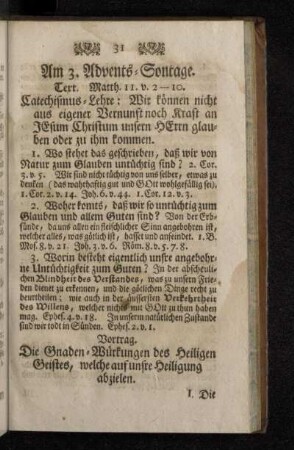 31
Am 3. Advents-Sontage.
Text. Matth. 11. v. 2—10.
Catechismus-Lehre: Wir können nicht
aus eigener Vernunft noch Kraft an
JEsum Christum unsern HErrn glau-
ben oder zu ihm kommen.
1. Wo stehet das geschrieben, daß wir von
Natur zum Glauben untüchtig sind? 2. Cor.
3. v. 5. Wir sind nicht tüchtig von uns selber, etwas zu
denken (das wahrhaftig gut und GOtt wohlgefällig sei).
1. Cor. 2. v. 14. Joh. 6. v. 44. 1. Cor. 12. v. 3.
2. Woher komts, daß wir so untüchtig zum
Glauben und allem Guten sind? Von der Erb-
sünde, da uns allen ein fleischlicher Sinn angebohren ist,
welcher alles, was götlich ist, hasset und anfeindet. 1. B.
Mos. 8. v. 21. Joh. 3. v. 6. Röm. 8. v. 5. 7. 8.
3. Worin besteht eigentlich unsre angebohr-
ne Untüchtigkeit zum Guten? In der abscheuli-
chen Blindheit des Verstandes, was zu unserm Frie-
den dienet zu erkennen, und die götlichen Dinge recht zu
beurtheilen; wie auch in der äussersten Verkehrtheit
des Willens, welcher nichts mit GOtt zu thun haben
mag. Ephes. 4. v. 18. In unserm natürlichen Zustande
sind wir todt in Sünden. Ephes. 2. v. 1.
Vortrag.
Die Gnaden-Würkungen des Heiligen
Geistes, welche auf unsre Heiligung
abzielen.
I. Die